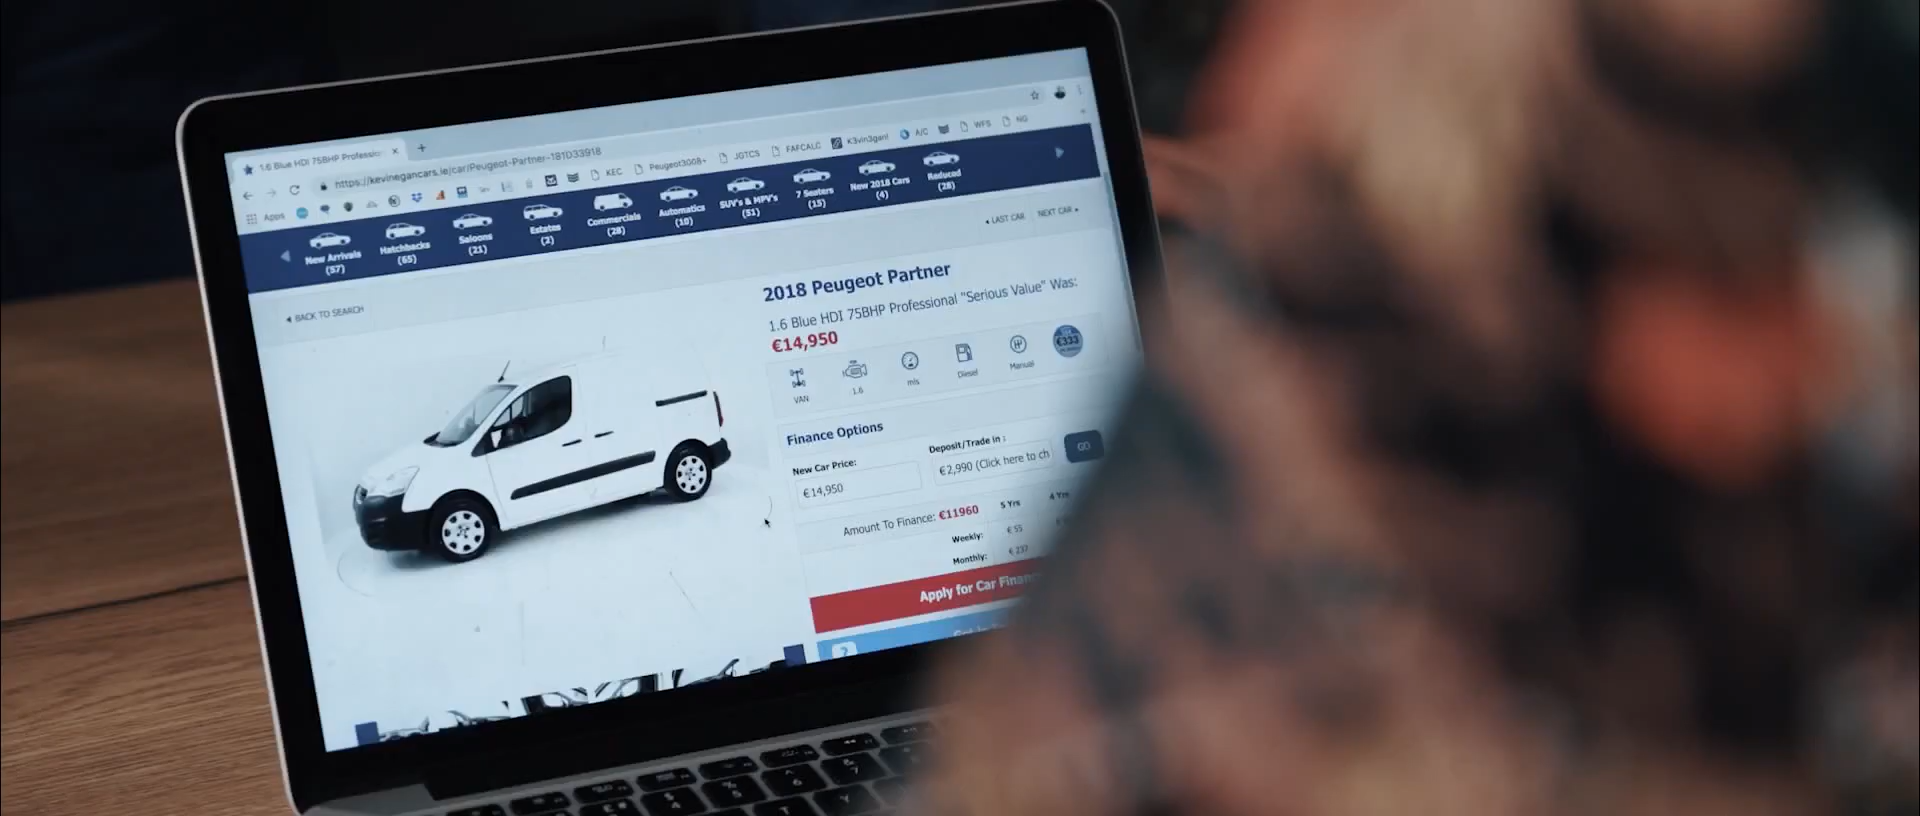 1.6 Blue HDI 75BHP Professio
https://kevinegancars.ie/car/Peugeot-Partner-181D33918
Apps
KEC
Peugeot3008+
JGTCS
FAFCALC
K3vin3gan!
A/C
WFS
NG
New Arrivals (57)
Hatchbacks (65)
Saloons (21)
Estates (2)
Commercials (28)
Automatics (10)
SUV's & MPV's (51)
7 Seaters (15)
New 2018 Cars (4)
Reduced (28)
LAST CAR
NEXT CAR
BACK TO SEARCH
2018 Peugeot Partner
1.6 Blue HDI 75BHP Professional "Serious Value" Was:
€14,950
VAN
1.6
mls
Diesel
Manual
€333
Finance Options
New Car Price:
Deposit/Trade in :
€14,950
€2,990 (Click here to ch
GO
Amount To Finance: €11960
5 Yrs
4 Yrs
Weekly:
€ 55
Monthly:
€ 237
Apply for Car Finan